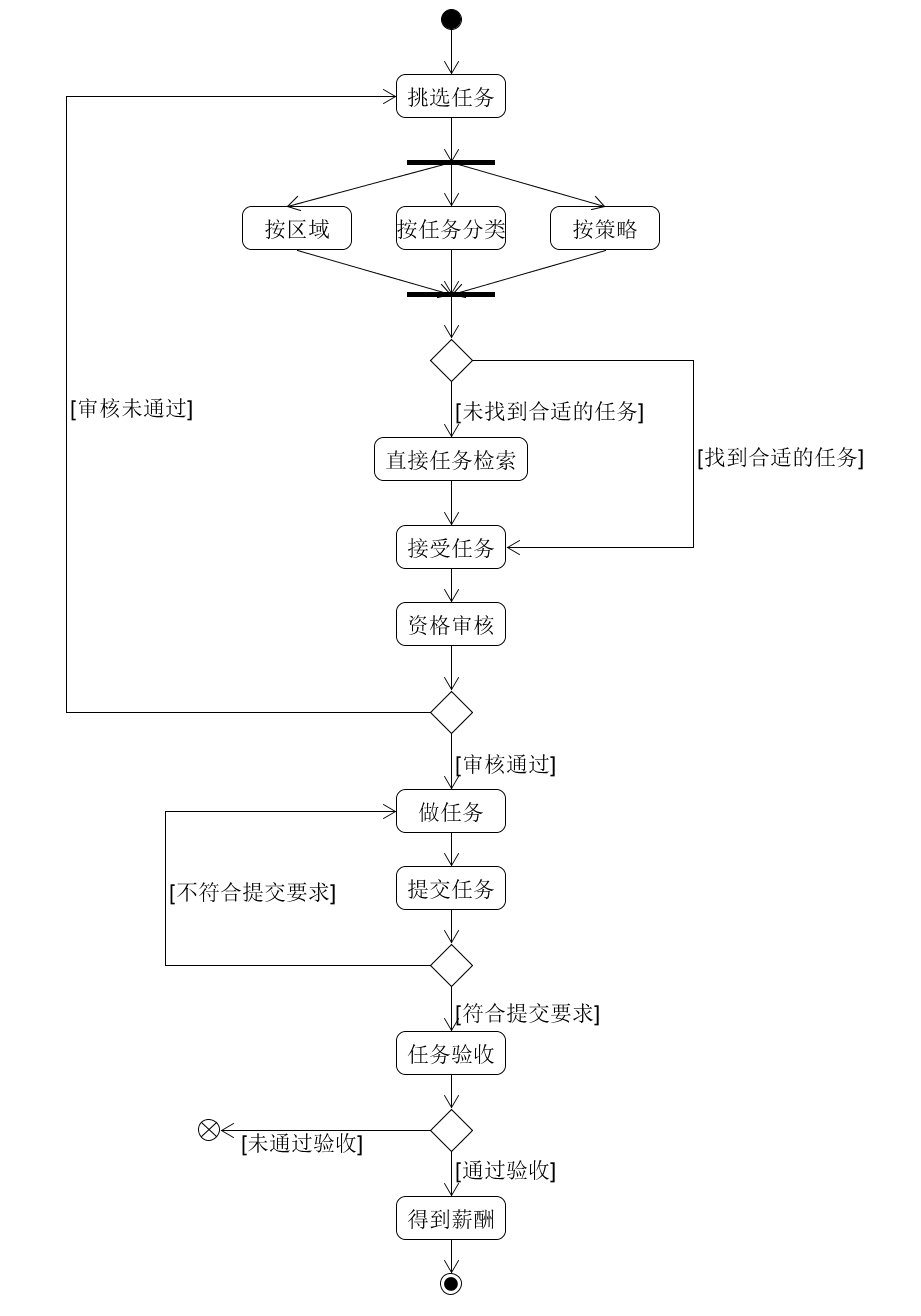 挑选任务
按区域
按任务分类
按策略
[审核未通过]
[未找到合适的任务]
[找到合适的任务]
直接任务检索
接受任务
资格审核
[审核通过]
做任务
[不符合提交要求]
提交任务
[符合提交要求]
任务验收
[未通过验收]
[通过验收]
得到薪酬